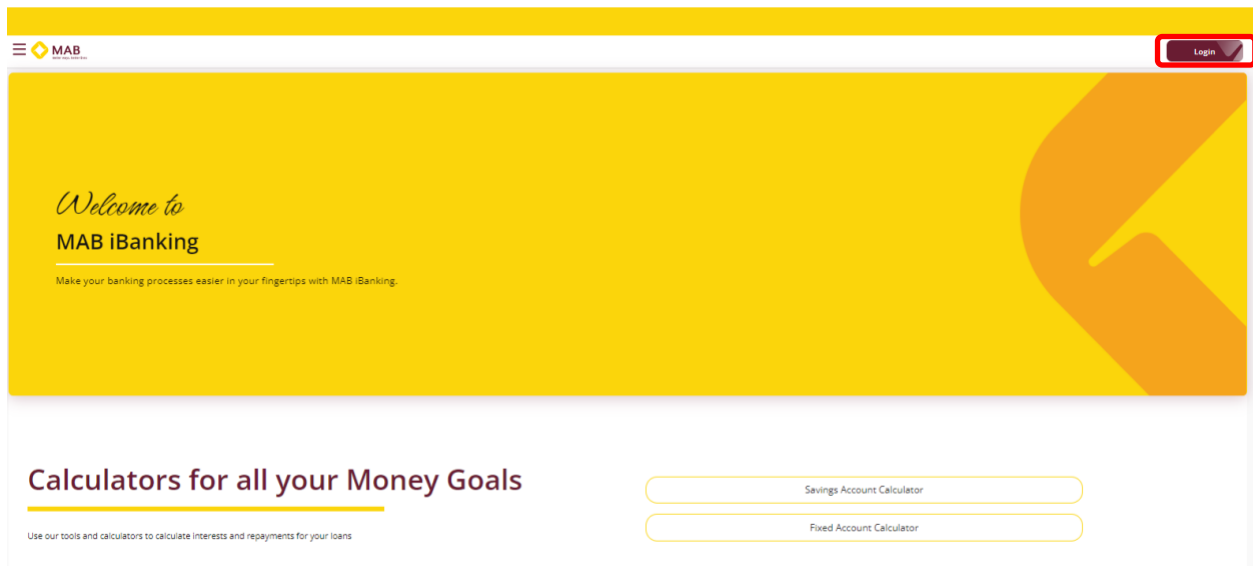 MAB
Login
Welcome to
MAB iBanking
Make your banking processes easier in your fingertips with MAB iBanking.
Calculators for all your Money Goals
Use our tools and calculators to calculate interests and repayments for your loans
Savings Account Calculator
Fixed Account Calculator